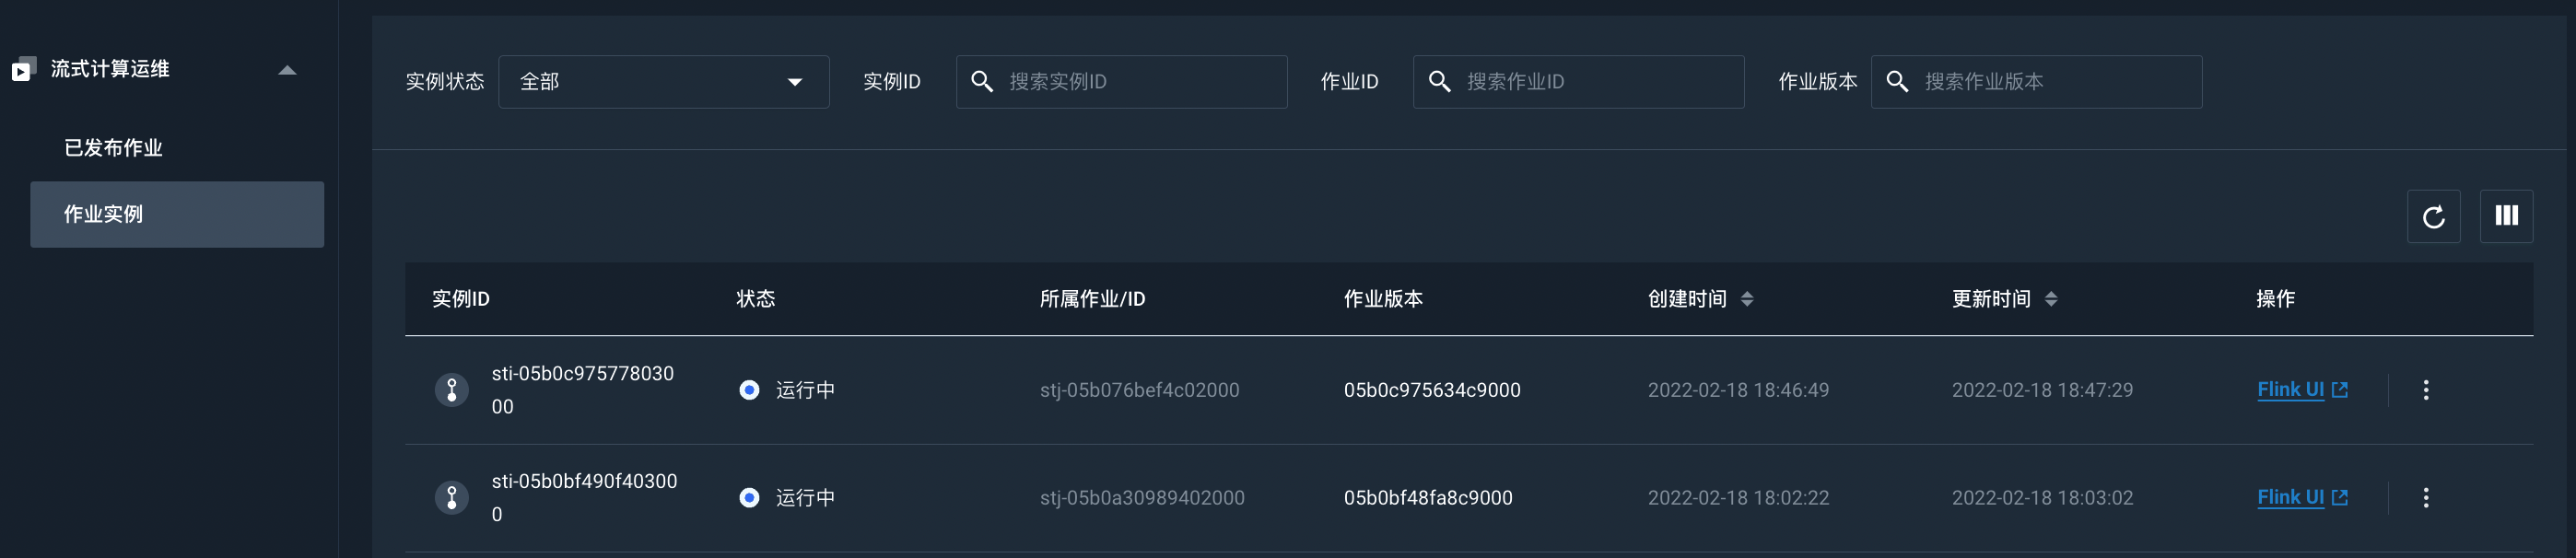 流式计算运维
已发布作业
作业实例
实例状态 全部 实例ID 搜索实例ID 作业ID 搜索作业ID 作业版本 搜索作业版本
实例ID 状态 所属作业/ID 作业版本 创建时间 更新时间 操作
sti-05b0c975778030
00 运行中 stj-05b076bef4c02000 05b0c975634c9000 2022-02-18 18:46:49 2022-02-18 18:47:29 Flink UI
sti-05b0bf490f40300
0 运行中 stj-05b0a30989402000 05b0bf48fa8c9000 2022-02-18 18:02:22 2022-02-18 18:03:02 Flink UI